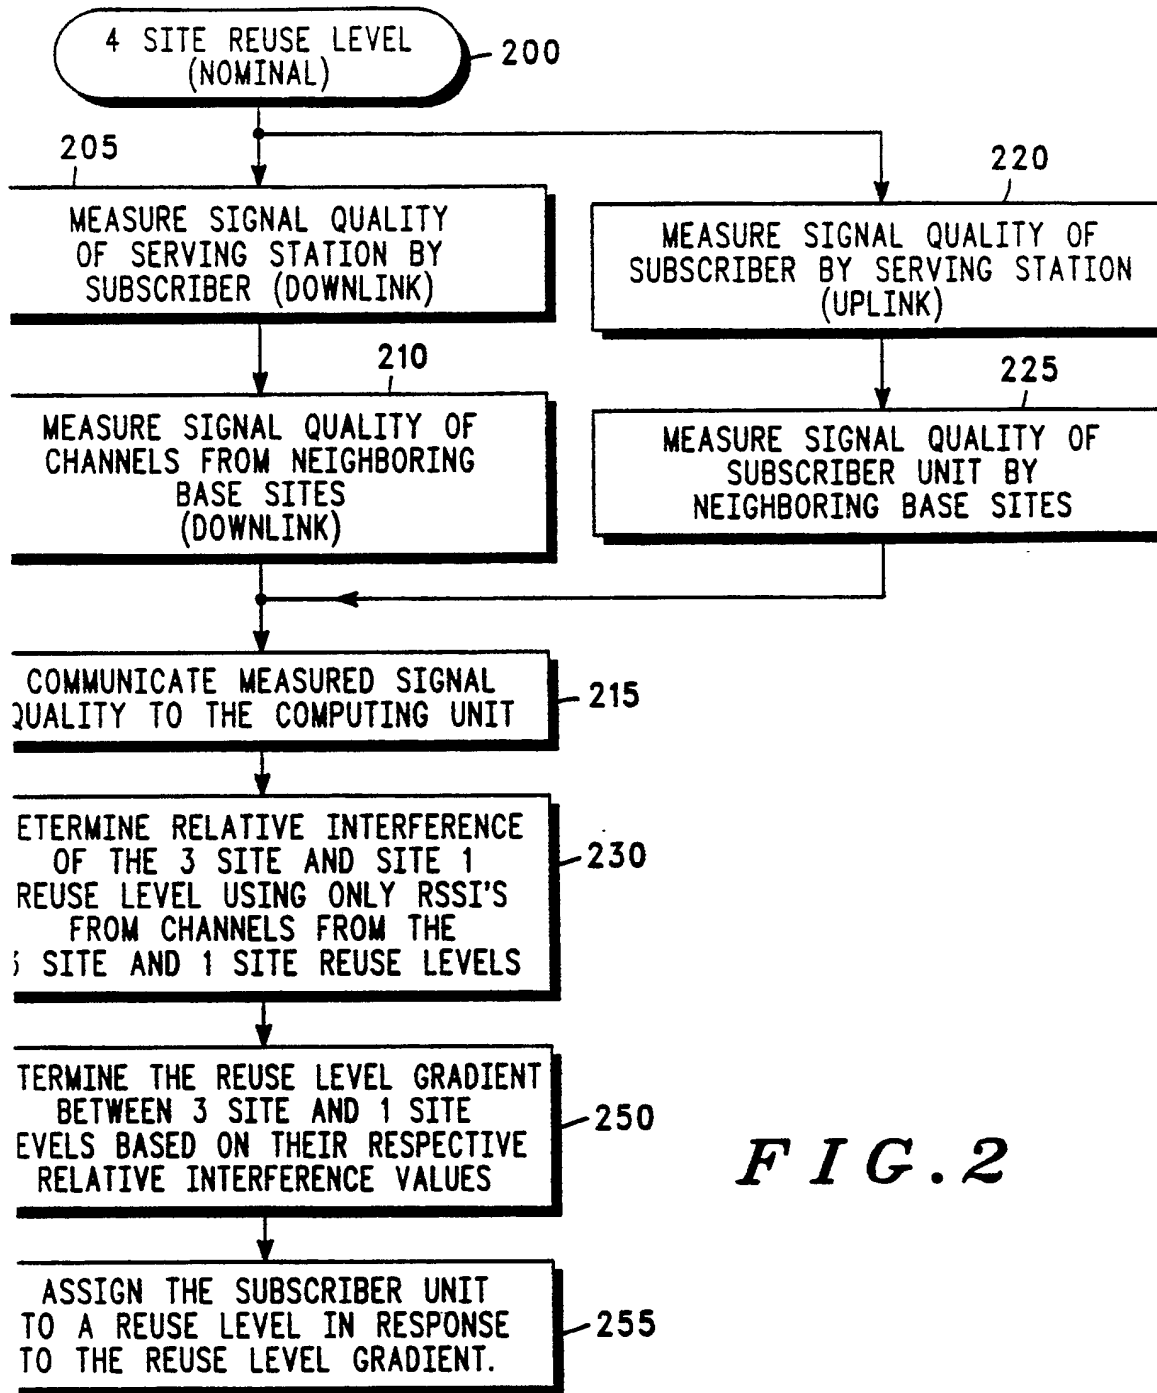 4 SITE REUSE LEVEL
(NOMINAL)
200
205
MEASURE SIGNAL QUALITY
OF SERVING STATION BY
SUBSCRIBER (DOWNLINK)
220
MEASURE SIGNAL QUALITY OF
SUBSCRIBER BY SERVING STATION
(UPLINK)
210
MEASURE SIGNAL QUALITY OF
CHANNELS FROM NEIGHBORING
BASE SITES
(DOWNLINK)
225
MEASURE SIGNAL QUALITY OF
SUBSCRIBER UNIT BY
NEIGHBORING BASE SITES
COMMUNICATE MEASURED SIGNAL
QUALITY TO THE COMPUTING UNIT
215
ETERMINE RELATIVE INTERFERENCE
OF THE 3 SITE AND SITE 1
REUSE LEVEL USING ONLY RSSI'S
FROM CHANNELS FROM THE
3 SITE AND 1 SITE REUSE LEVELS
230
TERMINE THE REUSE LEVEL GRADIENT
BETWEEN 3 SITE AND 1 SITE
EVELS BASED ON THEIR RESPECTIVE
RELATIVE INTERFERENCE VALUES
250
FIG.2
ASSIGN THE SUBSCRIBER UNIT
TO A REUSE LEVEL IN RESPONSE
TO THE REUSE LEVEL GRADIENT.
255